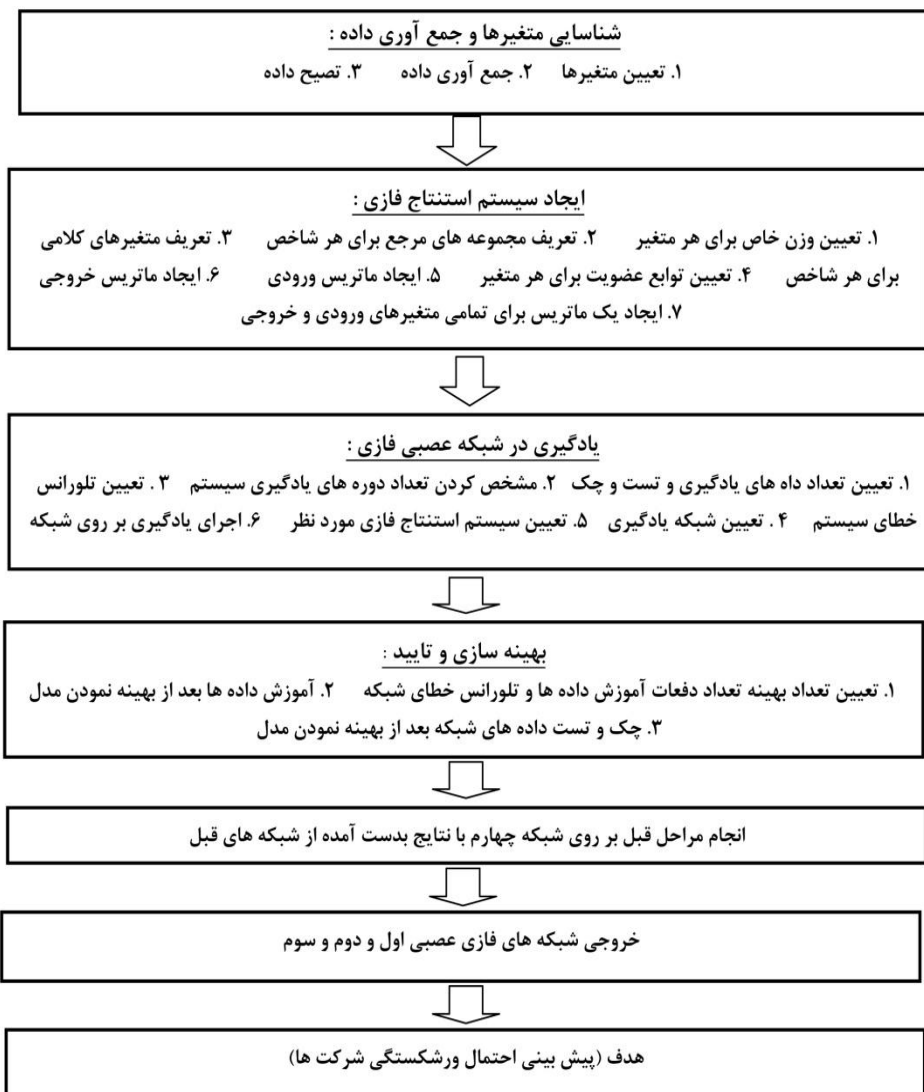 شناسایی متغیرها و جمع آوری داده :
۱. تعیین متغیرها ۲. جمع آوری داده ۳. تصیح داده
ایجاد سیستم استنتاج فازی :
۱. تعیین وزن خاص برای هر متغیر ۲. تعریف مجموعه های مرجع برای هر شاخص ۳. تعریف متغیرهای کلامی
برای هر شاخص ۴. تعیین توابع عضویت برای هر متغیر ۵. ایجاد ماتریس ورودی ۶. ایجاد ماتریس خروجی
۷. ایجاد یک ماتریس برای تمامی متغیرهای ورودی و خروجی
یادگیری در شبکه عصبی فازی :
۱. تعیین تعداد داه های یادگیری و تست و چک ۲. مشخص کردن تعداد دوره های یادگیری سیستم ۳ . تعیین تلورانس
خطای سیستم ۴ . تعیین شبکه یادگیری ۵. تعیین سیستم استنتاج فازی مورد نظر ۶. اجرای یادگیری بر روی شبکه
بهینه سازی و تایید :
۱. تعیین تعداد بهینه تعداد دفعات آموزش داده ها و تلورانس خطای شبکه ۲. آموزش داده ها بعد از بهینه نمودن مدل
۳. چک و تست داده های شبکه بعد از بهینه نمودن مدل
انجام مراحل قبل بر روی شبکه چهارم با نتایج بدست آمده از شبکه های قبل
خروجی شبکه های فازی عصبی اول و دوم و سوم
هدف (پیش بینی احتمال ورشکستگی شرکت ها)